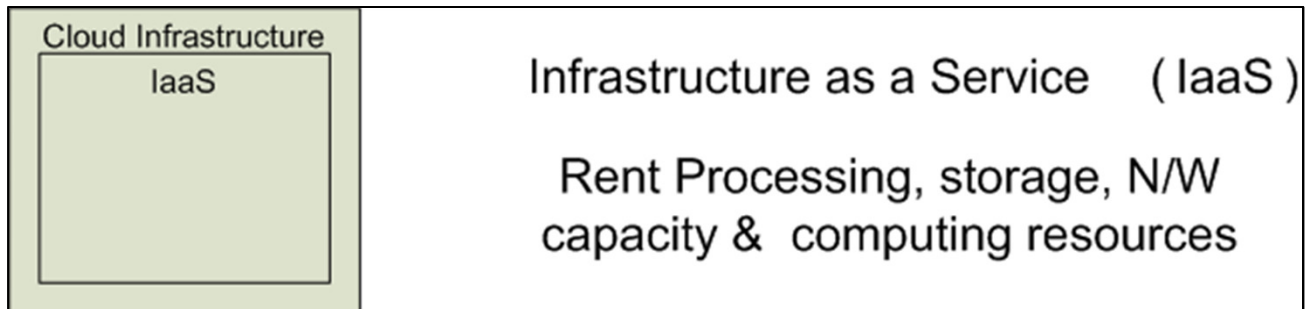 Cloud Infrastructure
IaaS
Infrastructure as a Service ( IaaS )
Rent Processing, storage, N/W
capacity & computing resources